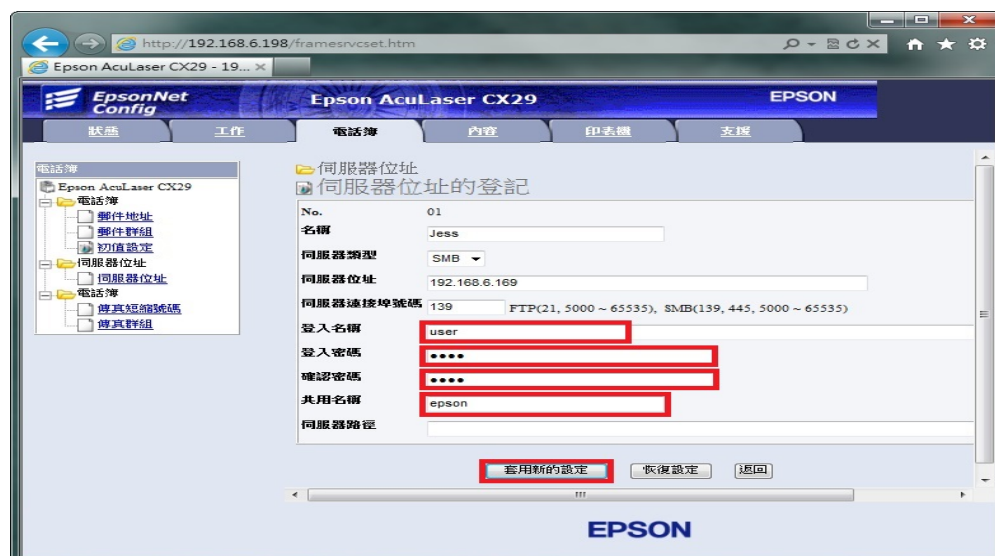 http://192.168.6.198/framesrvcset.htm
Epson AcuLaser CX29 - 19...
EpsonNet
Config
Epson AcuLaser CX29
EPSON
狀態 工作 電話簿 內容 印表機 支援
電話簿
Epson AcuLaser CX29
電話簿
郵件地址
郵件群組
初值設定
伺服器位址
伺服器位址
電話簿
傳真短縮號碼
傳真群組
伺服器位址
伺服器位址的登記
No. 01
名稱 Jess
伺服器類型 SMB
伺服器位址 192.168.6.169
伺服器連接埠號碼 139 FTP(21, 5000 ~ 65535), SMB(139, 445, 5000 ~ 65535)
登入名稱 user
登入密碼 ••••
確認密碼 ••••
共用名稱 epson
伺服器路徑
套用新的設定 恢復設定 返回
EPSON